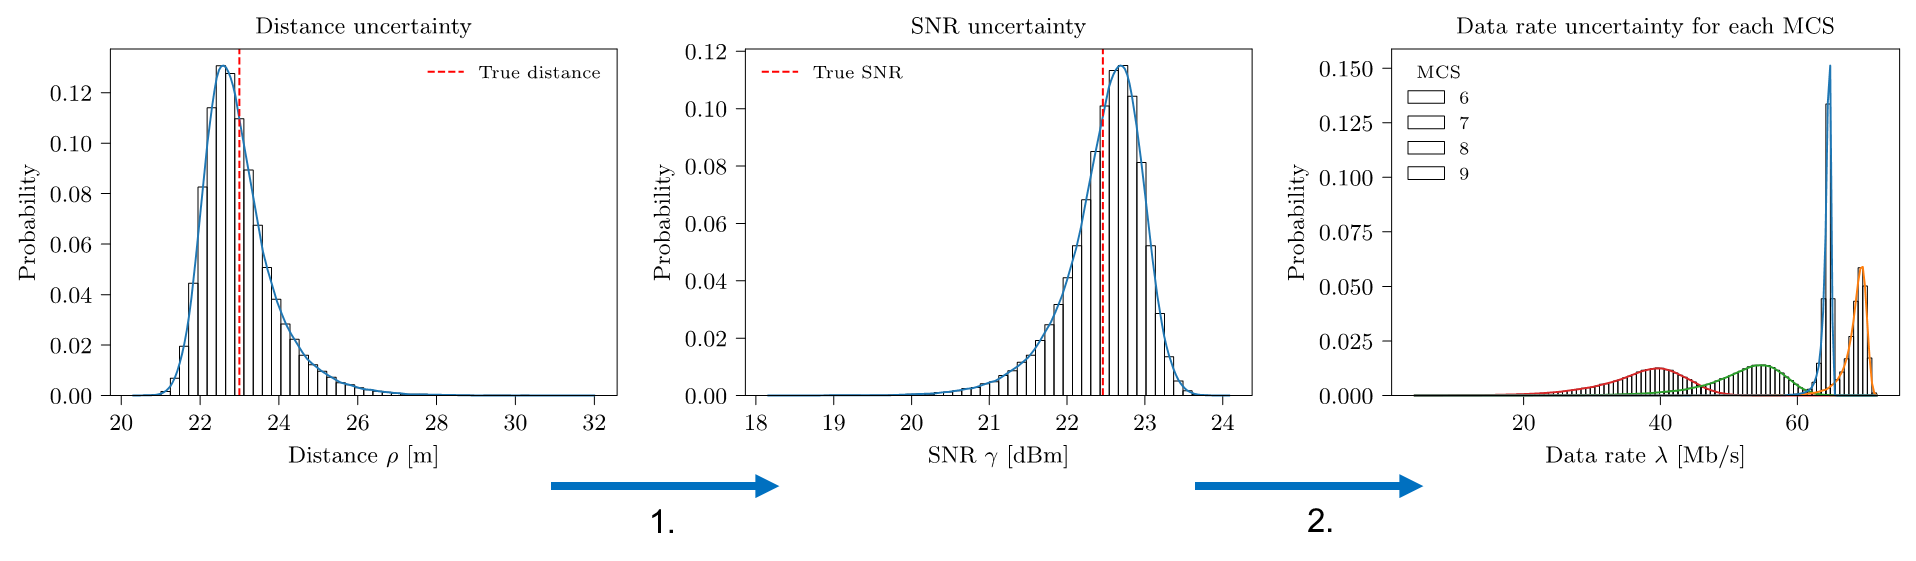 Distance uncertainty
True distance
Probability
0.12
0.10
0.08
0.06
0.04
0.02
0.00
20 22 24 26 28 30 32
Distance ρ [m]
SNR uncertainty
True SNR
Probability
0.12
0.10
0.08
0.06
0.04
0.02
0.00
18 19 20 21 22 23 24
SNR γ [dBm]
Data rate uncertainty for each MCS
MCS
6
7
8
9
Probability
0.150
0.125
0.100
0.075
0.050
0.025
0.000
20 40 60
Data rate λ [Mb/s]
1.
2.